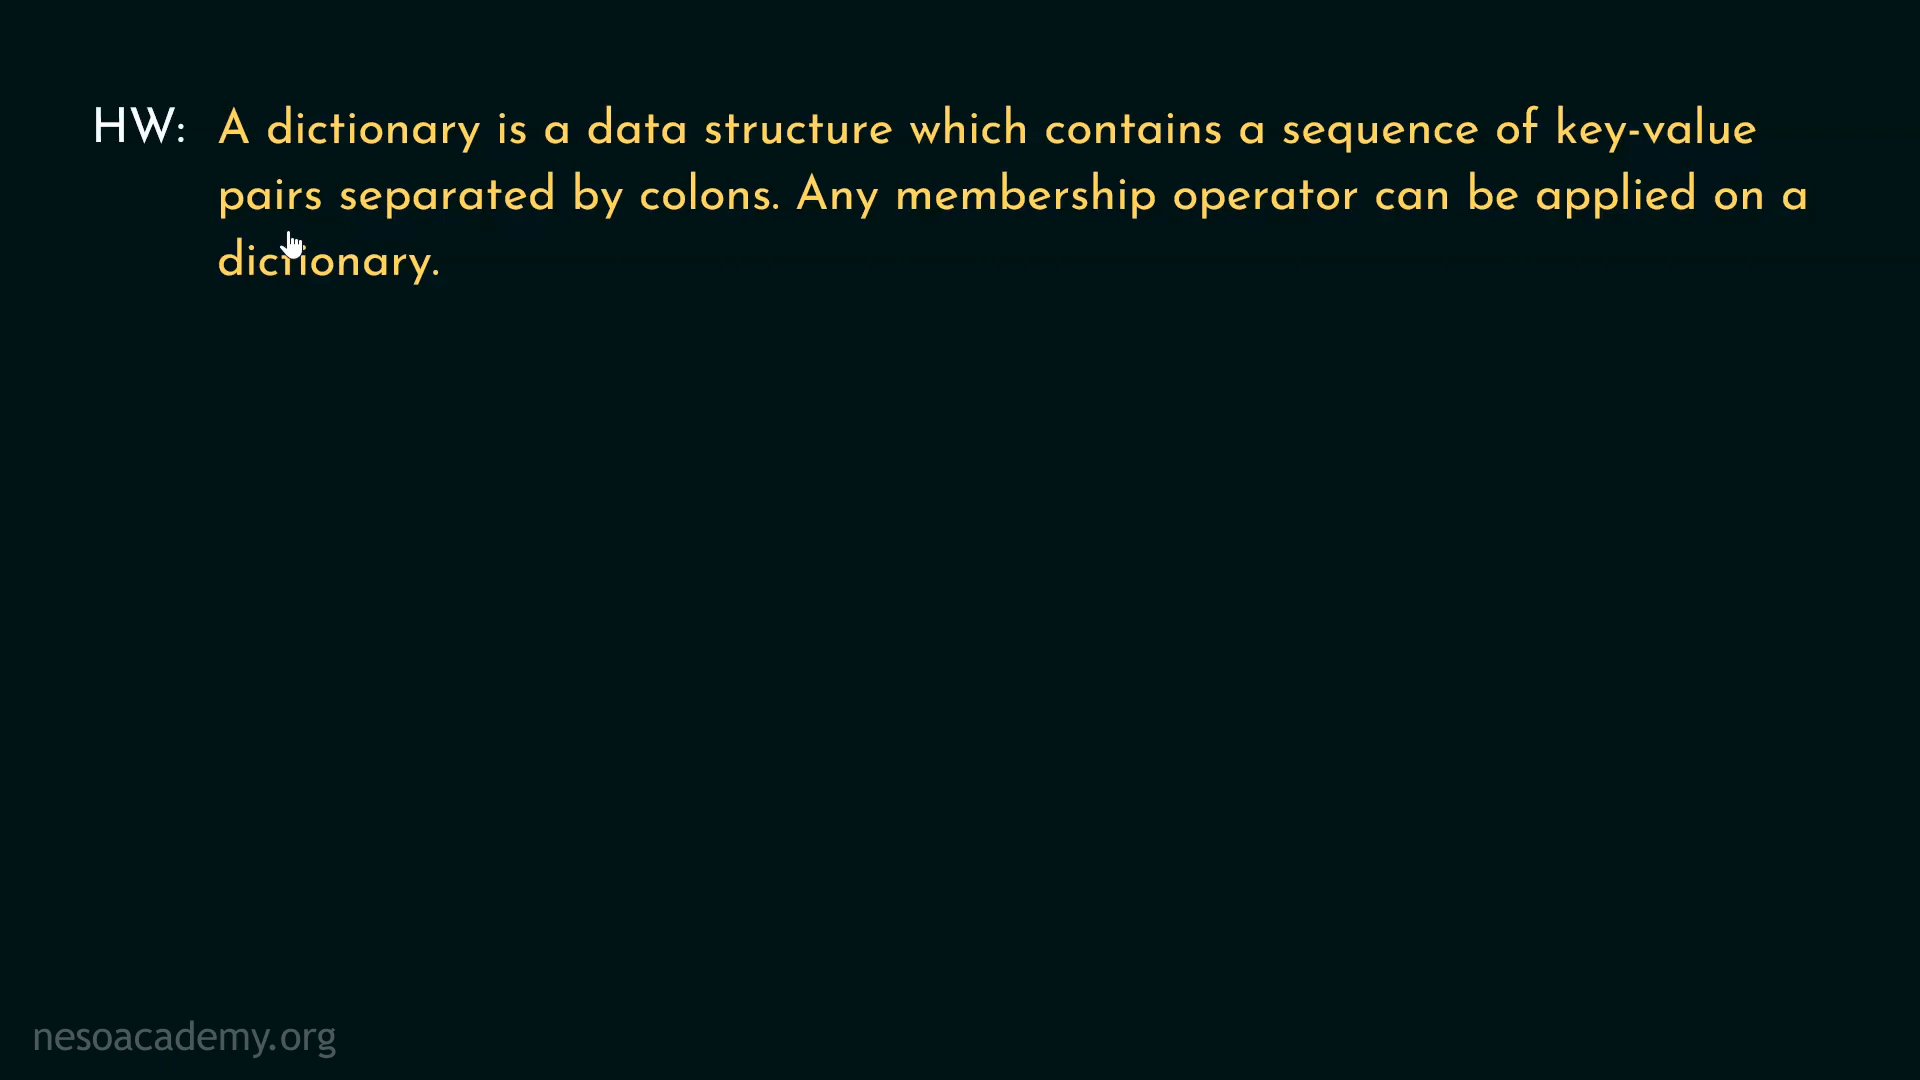 HW: A dictionary is a data structure which contains a sequence of key-value
pairs separated by colons. Any membership operator can be applied on a
dictionary.
nesoacademy.org